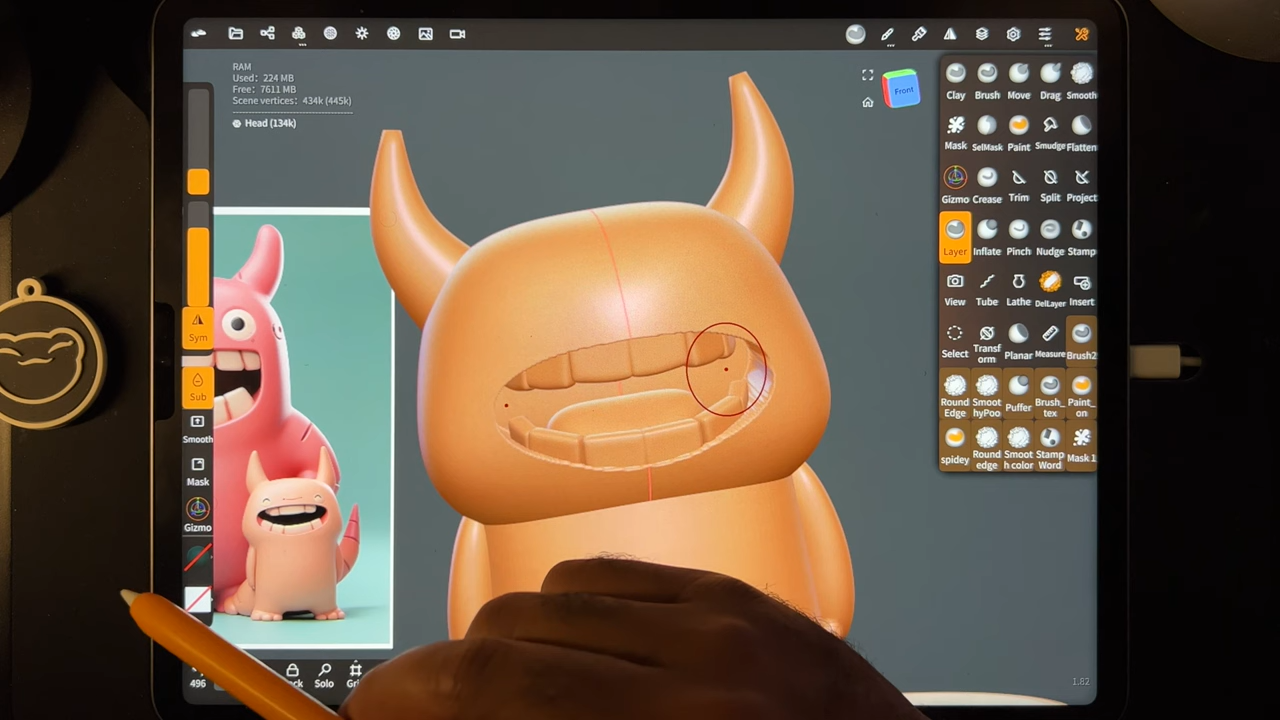 RAM
Used: 224 MB
Free: 7611 MB
Scene vertices: 434k (445k)
Head (134k)
Front
Clay Brush Move Drag Smooth
Mask SelMask Paint Smudge Flatten
Gizmo Crease Trim Split Project
Layer Inflate Pinch Nudge Stamp
View Tube Lathe DelLayer Insert
Select Transf orm Planar Measure Brush2
Round Edge Smoo thyPoo Puffer Brush_ tex Paint_ on
spidey Round edge Smoot h color Stamp Word Mask 1
Sym
Sub
Smooth
Mask
Gizmo
496 Solo
1.82